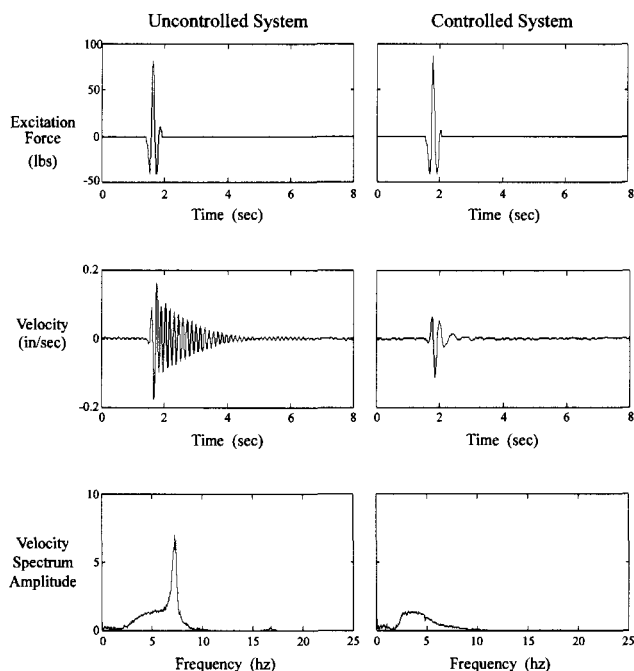 Uncontrolled System
Controlled System
Excitation
Force
(lbs)
100
50
0
-50
0 2 4 6 8
0 2 4 6 8
Time (sec)
Time (sec)
Velocity
(in/sec)
0.2
0
-0.2
0 2 4 6 8
0 2 4 6 8
Time (sec)
Time (sec)
Velocity
Spectrum
Amplitude
10
5
0
0 5 10 15 20 25
0 5 10 15 20 25
Frequency (hz)
Frequency (hz)